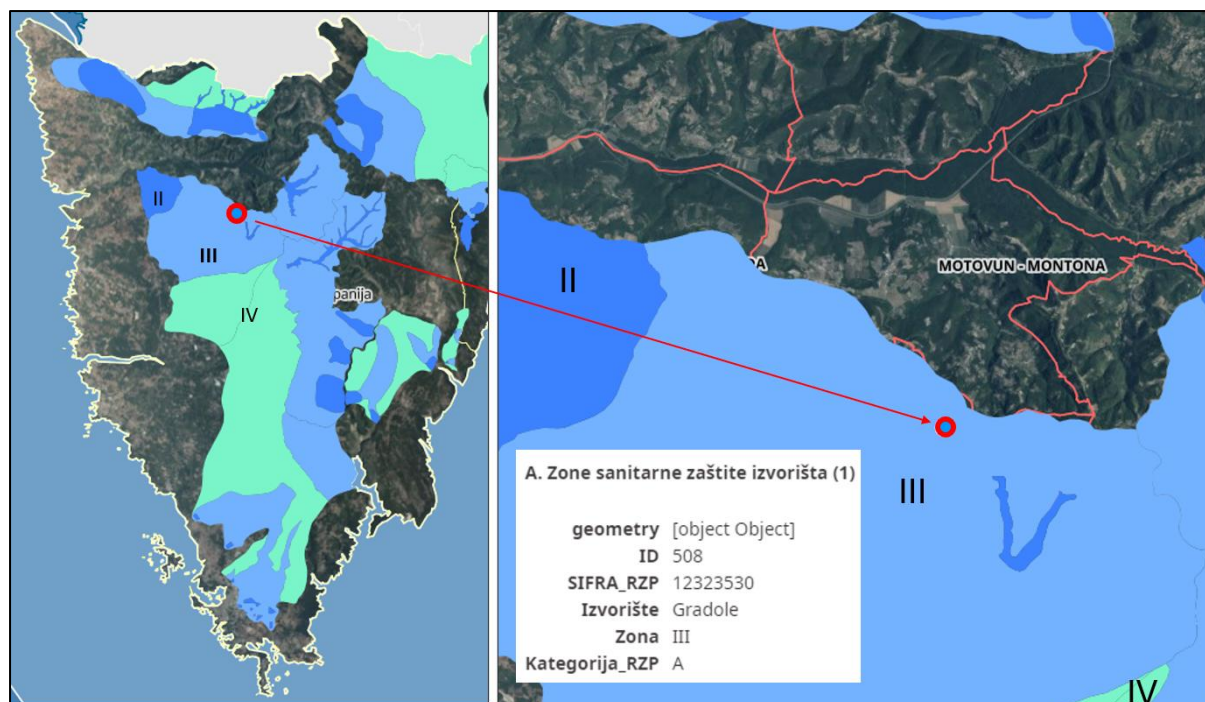 II
III
IV
panija
II
DA
MOTOVUN - MONTONA
A. Zone sanitarne zaštite izvorišta (1)
geometry [object Object]
ID 508
SIFRA_RZP 12323530
Izvorište Gradole
Zona III
Kategorija_RZP A
III
IV